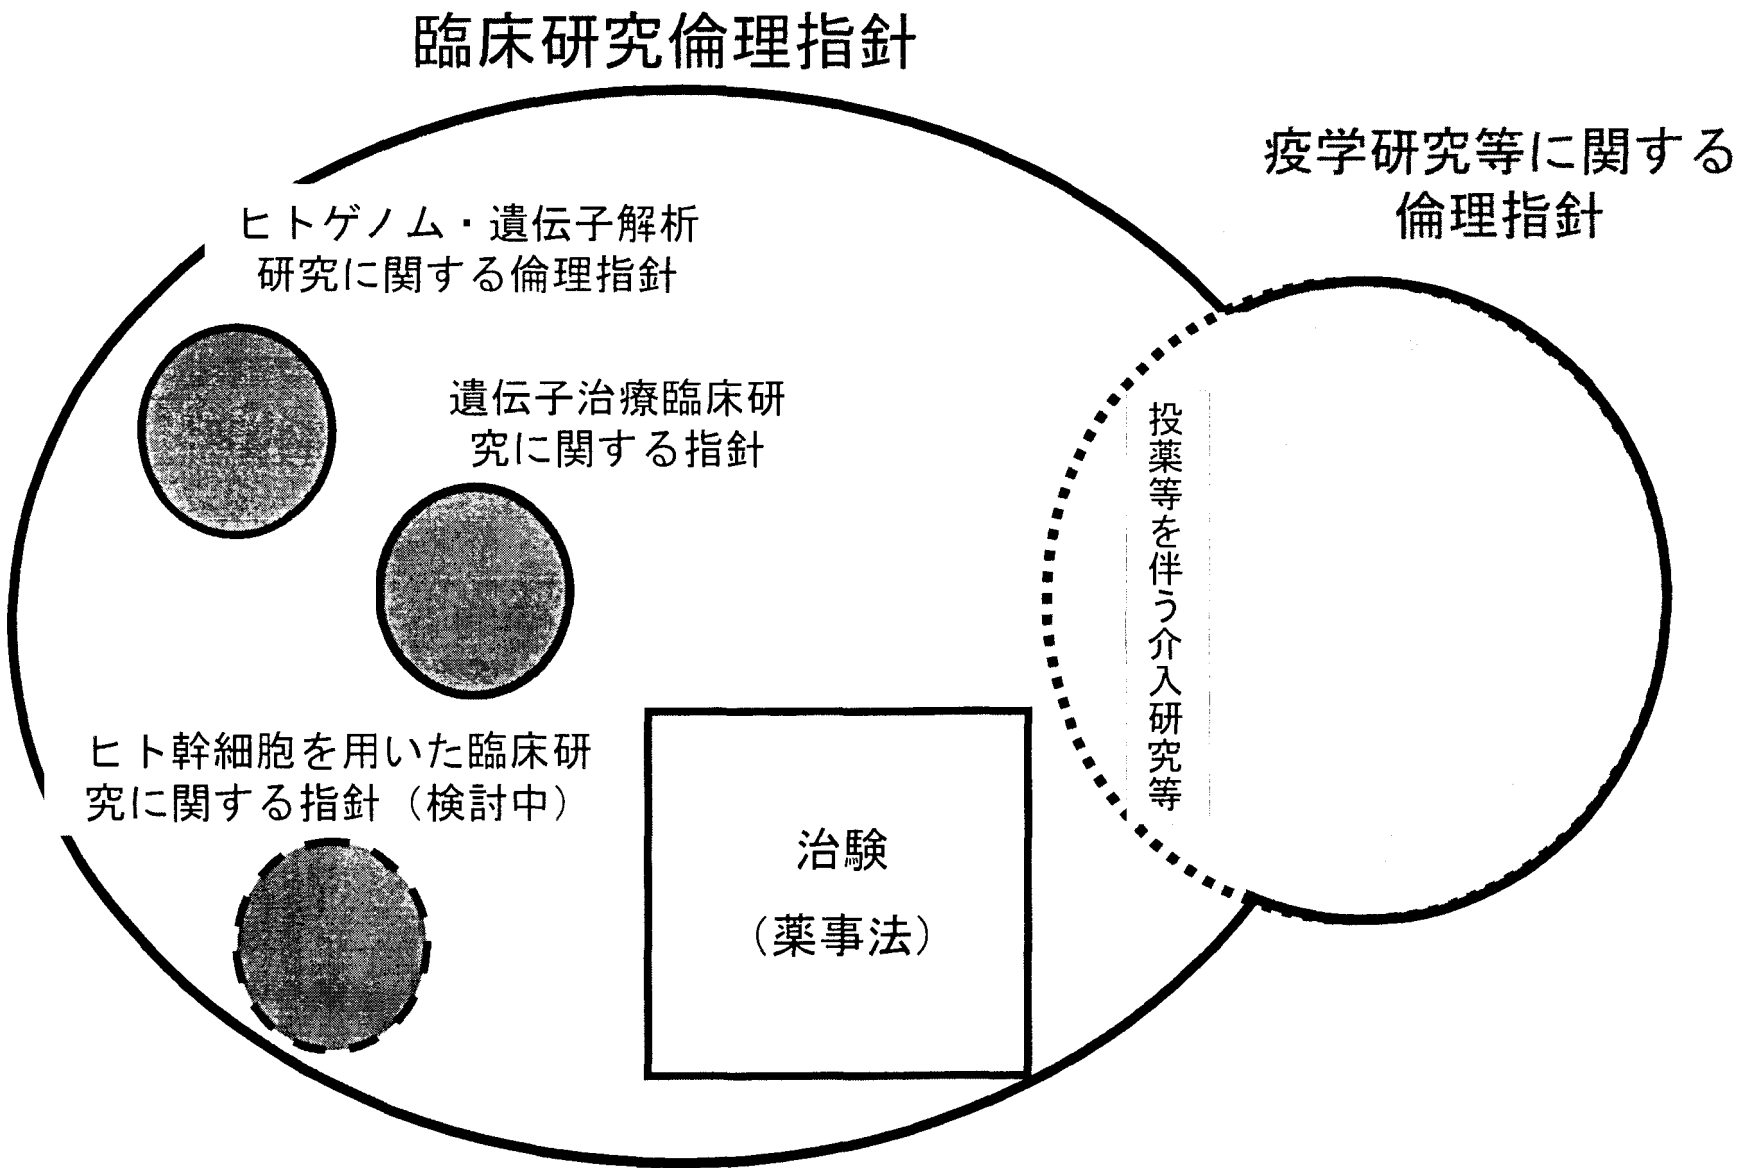 臨床研究倫理指針
疫学研究等に関する
倫理指針
ヒトゲノム・遺伝子解析
研究に関する倫理指針
遺伝子治療臨床研
究に関する指針
投薬等を伴う介入研究等
ヒト幹細胞を用いた臨床研
究に関する指針（検討中）
治験
（薬事法）